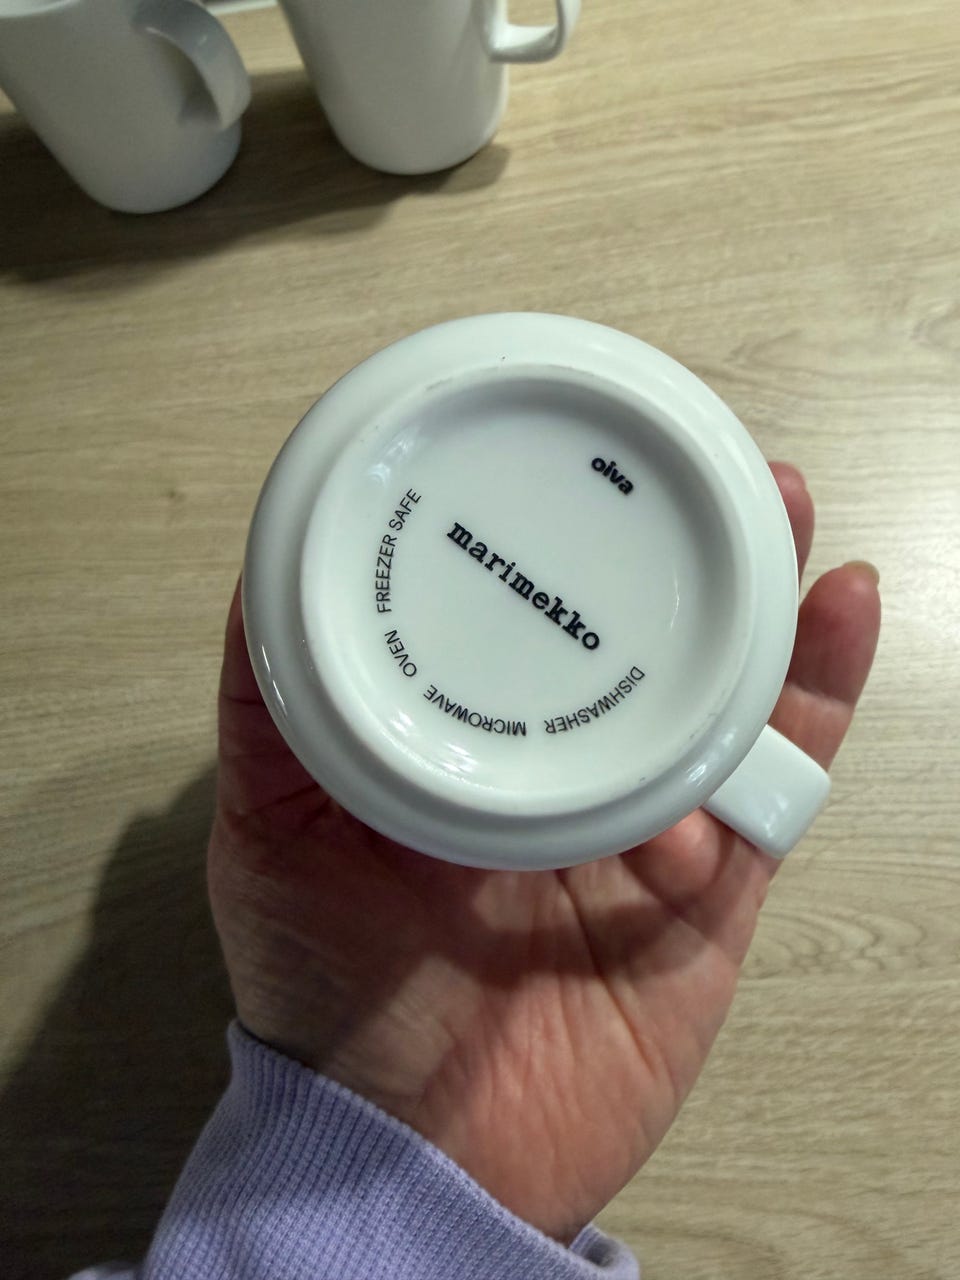 oiva
marimekko
DISHWASHER MICROWAVE OVEN FREEZER SAFE